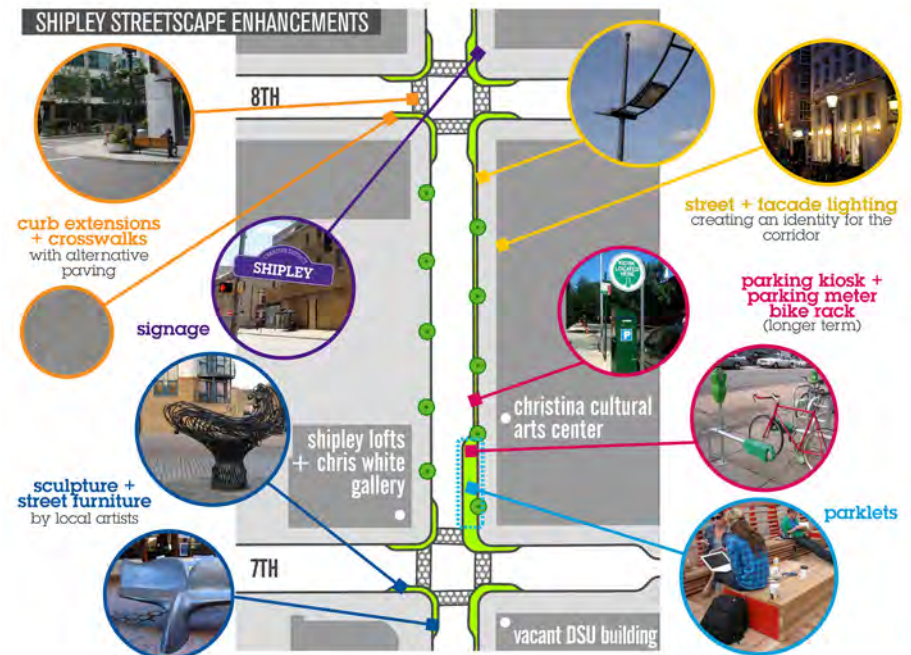 SHIPLEY STREETSCAPE ENHANCEMENTS
8TH
curb extensions
+ crosswalks
with alternative
paving
SHIPLEY
signage
street + facade lighting
creating an identity for the
corridor
parking kiosk +
parking meter
bike rack
(longer term)
P
christina cultural
arts center
shipley lofts
+ chris white
gallery
sculpture +
street furniture
by local artists
parklets
7TH
vacant DSU building